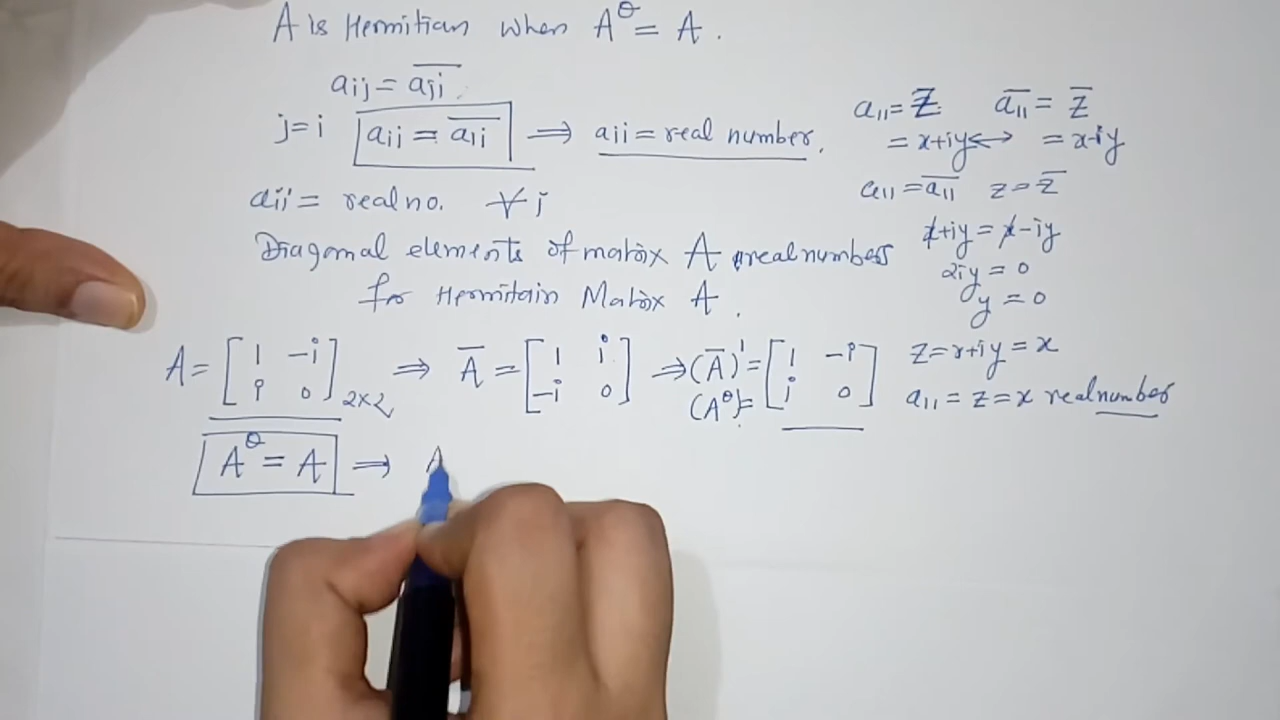 A is Hermitian when A^θ = A.
aij = \overline{aji}.
j=i aii = \overline{aii} ⟹ aii = real number.
aii = real no. ∀ i
Diagonal elements of matrix A real numbers
for Hermitain Matrix A.
A = [1 -i; i 0] 2×2 ⟹ \overline{A} = [1 i; -i 0] ⟹ (\overline{A})' = [1 -i; i 0]
(A^θ) =
A^θ = A ⟹ A
a11 = z \overline{a11} = \overline{z}
= x+iy ↔ = x-iy
a11 = \overline{a11} z = \overline{z}
x+iy = x-iy
2iy = 0
y = 0
z = x+iy = x
a11 = z = x real number